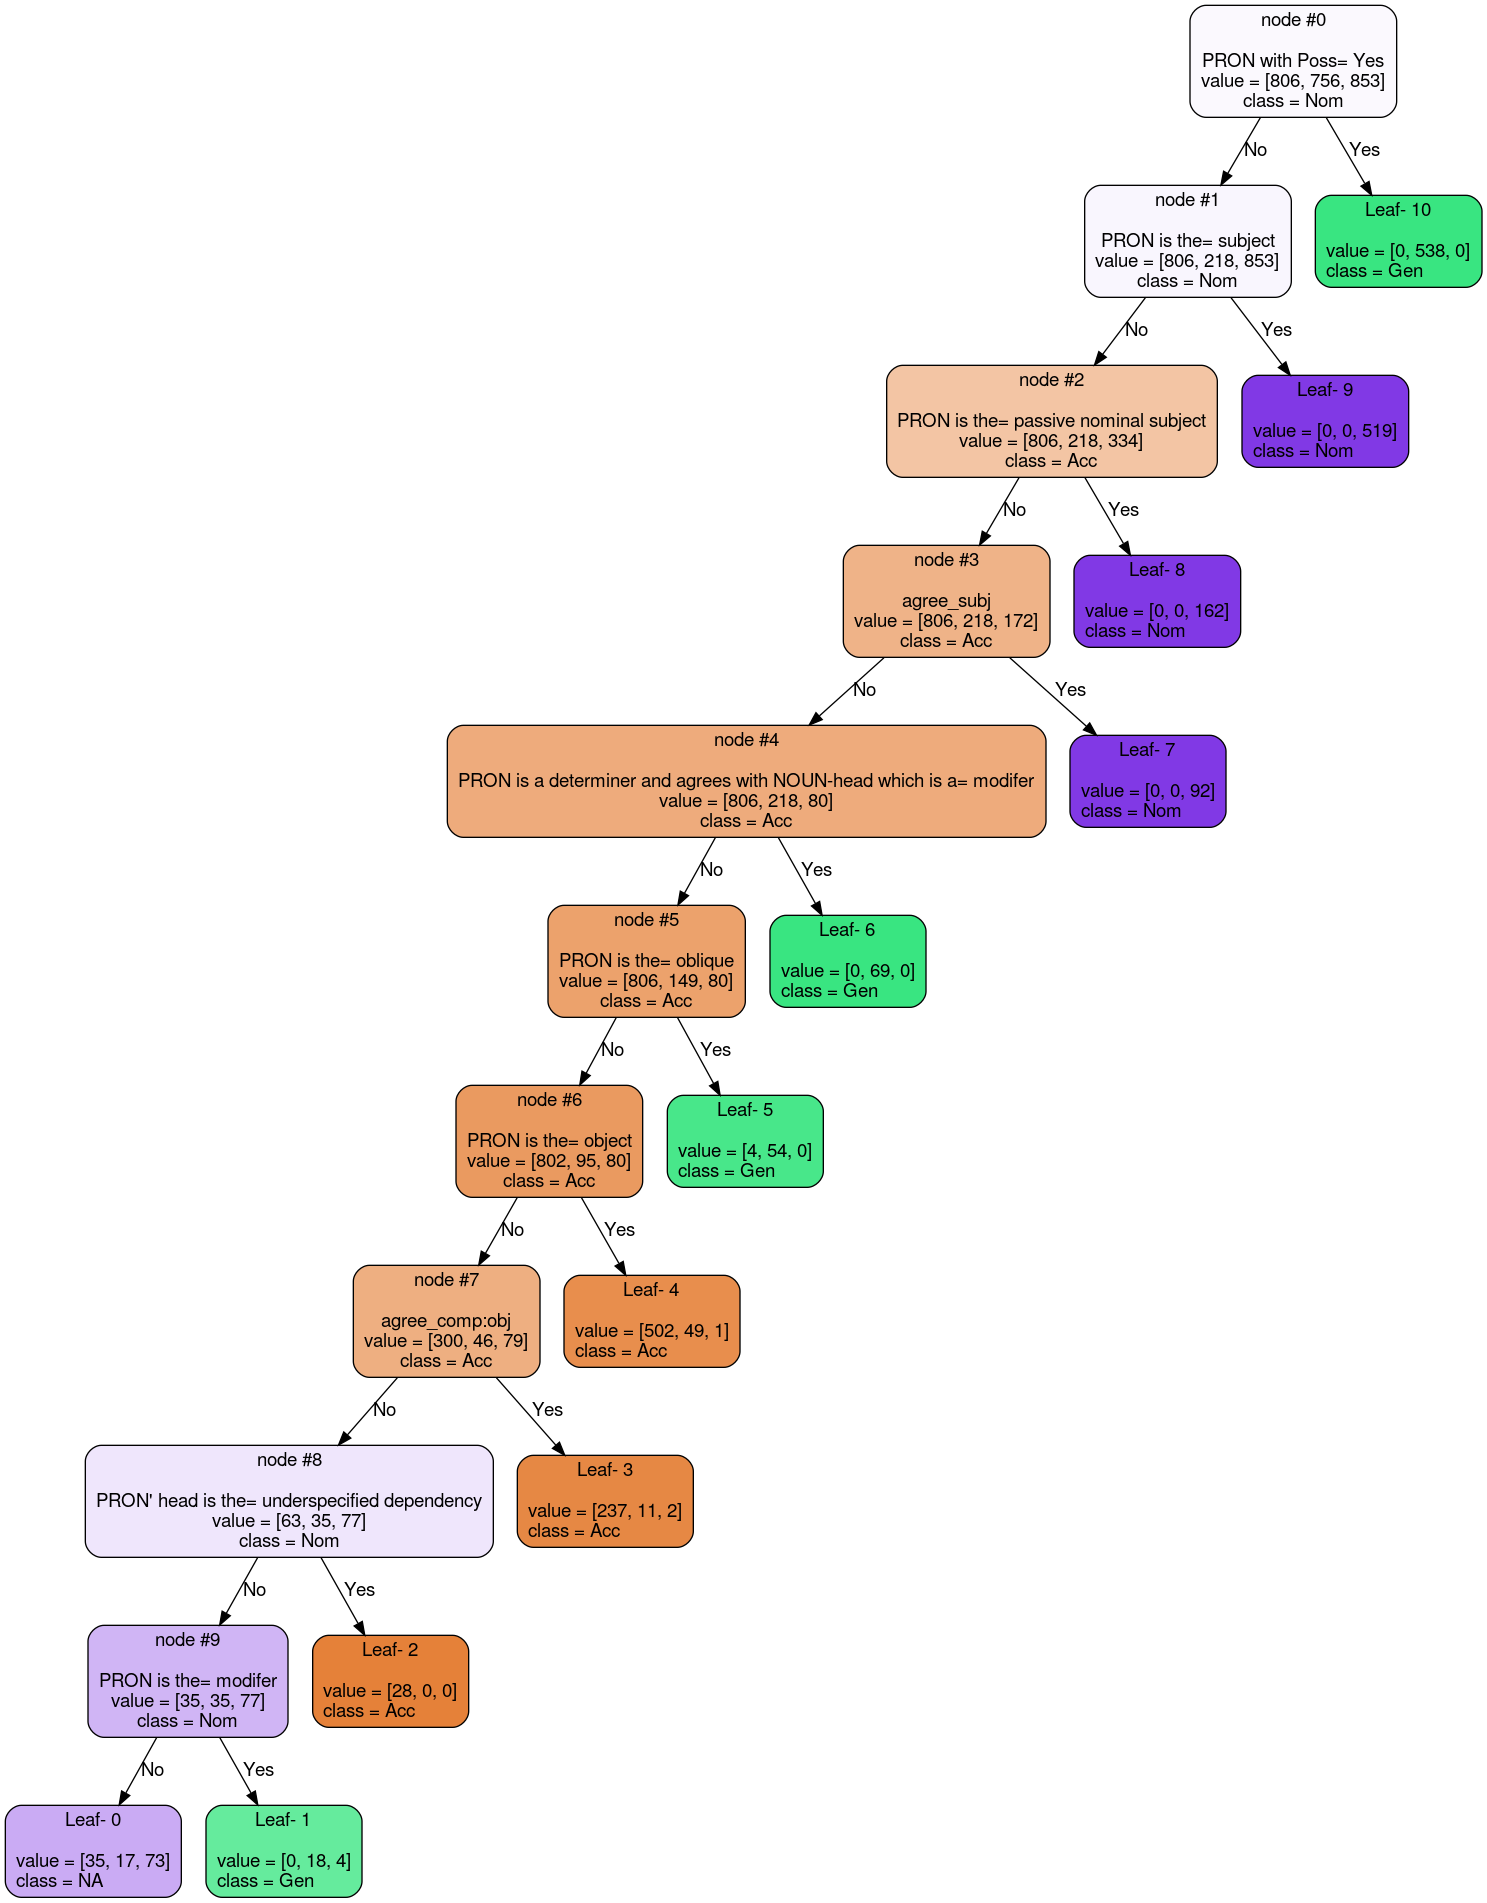 node #0
PRON with Poss= Yes
value = [806, 756, 853]
class = Nom
No
Yes
node #1
PRON is the= subject
value = [806, 218, 853]
class = Nom
Leaf- 10
value = [0, 538, 0]
class = Gen
No
Yes
node #2
PRON is the= passive nominal subject
value = [806, 218, 334]
class = Acc
Leaf- 9
value = [0, 0, 519]
class = Nom
No
Yes
node #3
agree_subj
value = [806, 218, 172]
class = Acc
Leaf- 8
value = [0, 0, 162]
class = Nom
No
Yes
node #4
PRON is a determiner and agrees with NOUN-head which is a= modifer
value = [806, 218, 80]
class = Acc
Leaf- 7
value = [0, 0, 92]
class = Nom
No
Yes
node #5
PRON is the= oblique
value = [806, 149, 80]
class = Acc
Leaf- 6
value = [0, 69, 0]
class = Gen
No
Yes
node #6
PRON is the= object
value = [802, 95, 80]
class = Acc
Leaf- 5
value = [4, 54, 0]
class = Gen
No
Yes
node #7
agree_comp:obj
value = [300, 46, 79]
class = Acc
Leaf- 4
value = [502, 49, 1]
class = Acc
No
Yes
node #8
PRON' head is the= underspecified dependency
value = [63, 35, 77]
class = Nom
Leaf- 3
value = [237, 11, 2]
class = Acc
No
Yes
node #9
PRON is the= modifer
value = [35, 35, 77]
class = Nom
Leaf- 2
value = [28, 0, 0]
class = Acc
No
Yes
Leaf- 0
value = [35, 17, 73]
class = NA
Leaf- 1
value = [0, 18, 4]
class = Gen